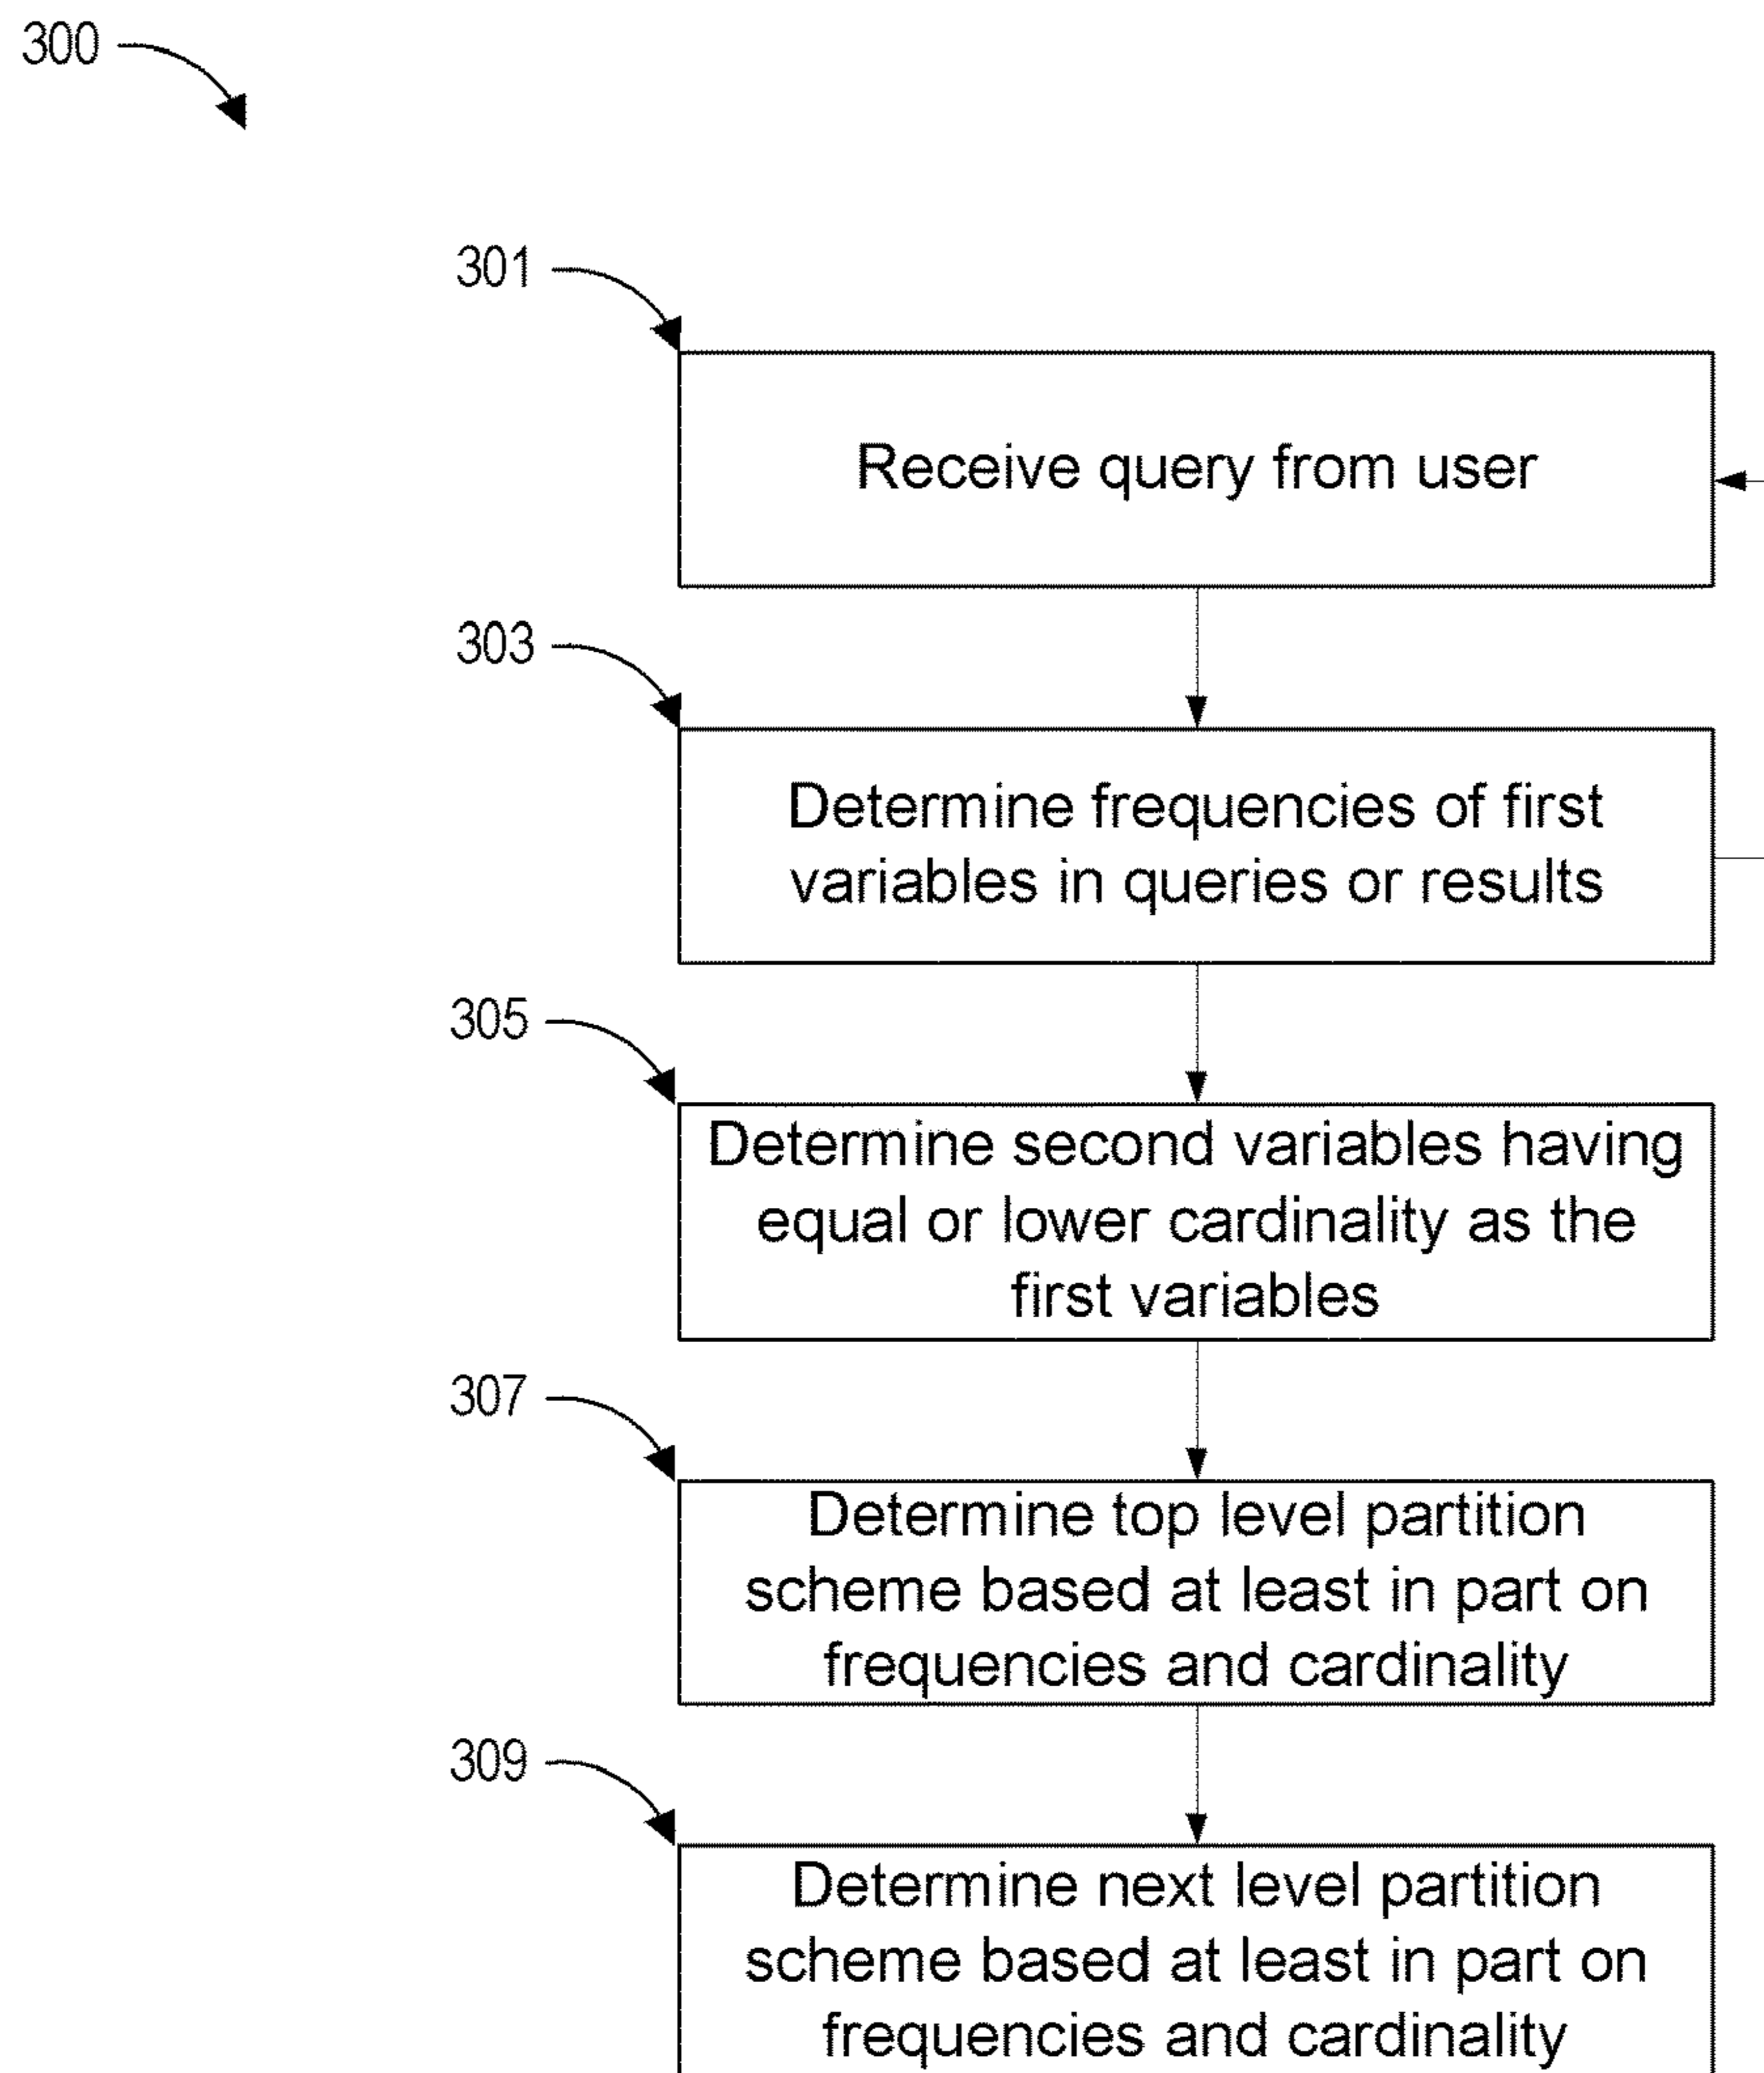 300
301
Receive query from user
303
Determine frequencies of first
variables in queries or results
305
Determine second variables having
equal or lower cardinality as the
first variables
307
Determine top level partition
scheme based at least in part on
frequencies and cardinality
309
Determine next level partition
scheme based at least in part on
frequencies and cardinality